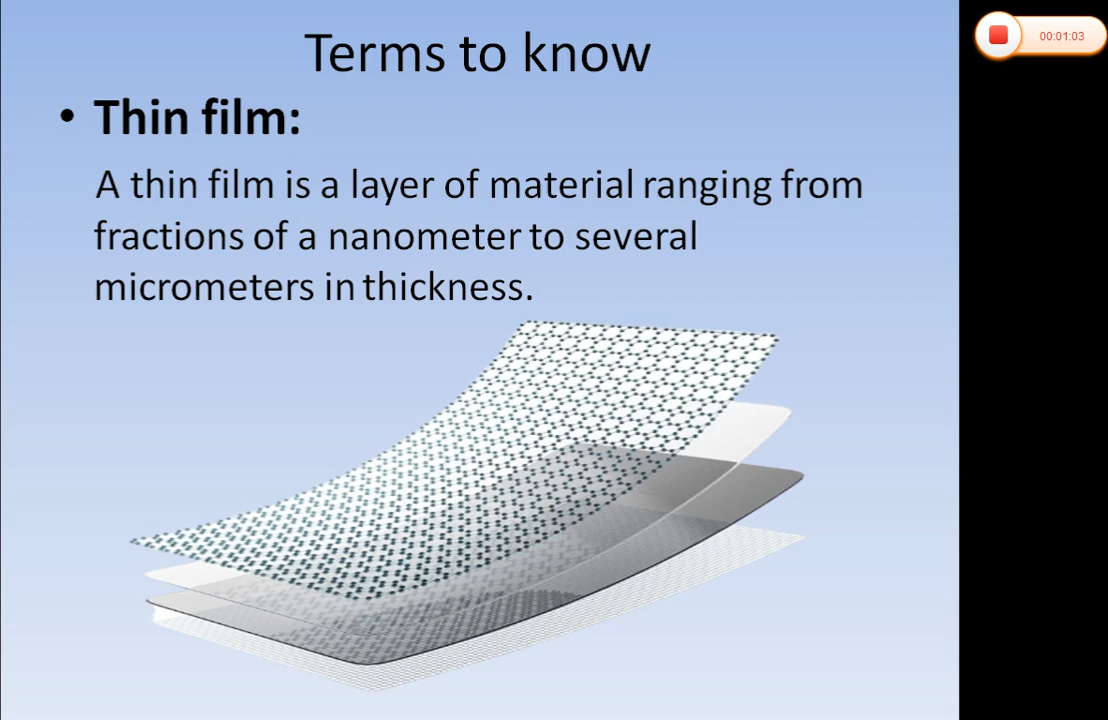 Terms to know
• Thin film:
A thin film is a layer of material ranging from
fractions of a nanometer to several
micrometers in thickness.
00:01:03